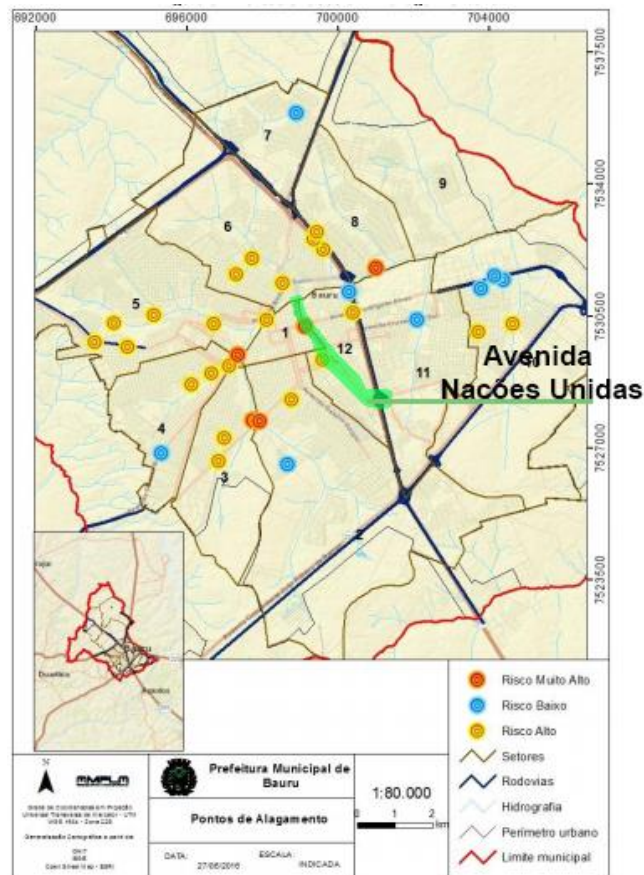 692000
696000
700000
704000
7537500
7534000
7530500
7527000
7523500
7
9
8
6
5
Bauru
1
12
11
4
3
2
Avenida
Nacões Unidas
Risco Muito Alto
Risco Baixo
Risco Alto
Setores
Rodovias
Hidrografia
Perímetro urbano
Limite municipal
N
Prefeitura Municipal de
Bauru
Pontos de Alagamento
DATA:
27/06/2016
ESCALA:
INDICADA
1:80.000
0
1
2
km